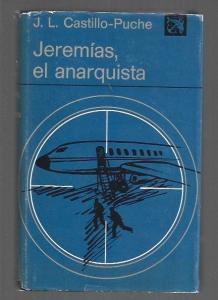 J. L. Castillo-Puche
Jeremías,
el anarquista